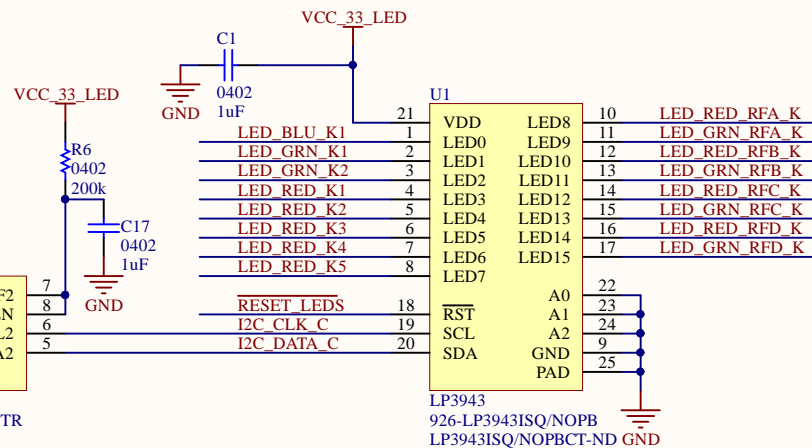 VCC_33_LED
C1
0402
1uF
GND
VCC_33_LED
R6
0402
200k
C17
0402
1uF
GND
U1
21 VDD LED8 10 LED_RED_RFA_K
LED_BLU_K1 1 LED0 LED9 11 LED_GRN_RFA_K
LED_GRN_K1 2 LED1 LED10 12 LED_RED_RFB_K
LED_GRN_K2 3 LED2 LED11 13 LED_GRN_RFB_K
LED_RED_K1 4 LED3 LED12 14 LED_RED_RFC_K
LED_RED_K2 5 LED4 LED13 15 LED_GRN_RFC_K
LED_RED_K3 6 LED5 LED14 16 LED_RED_RFD_K
LED_RED_K4 7 LED6 LED15 17 LED_GRN_RFD_K
LED_RED_K5 8 LED7
A0 22
RESET_LEDS 18 RST A1 23
I2C_CLK_C 19 SCL A2 24
I2C_DATA_C 20 SDA GND 9
PAD 25
F2 7
N 8
L2 6
A2 5
TR
LP3943
926-LP3943ISQ/NOPB
LP3943ISQ/NOPBCT-ND
GND